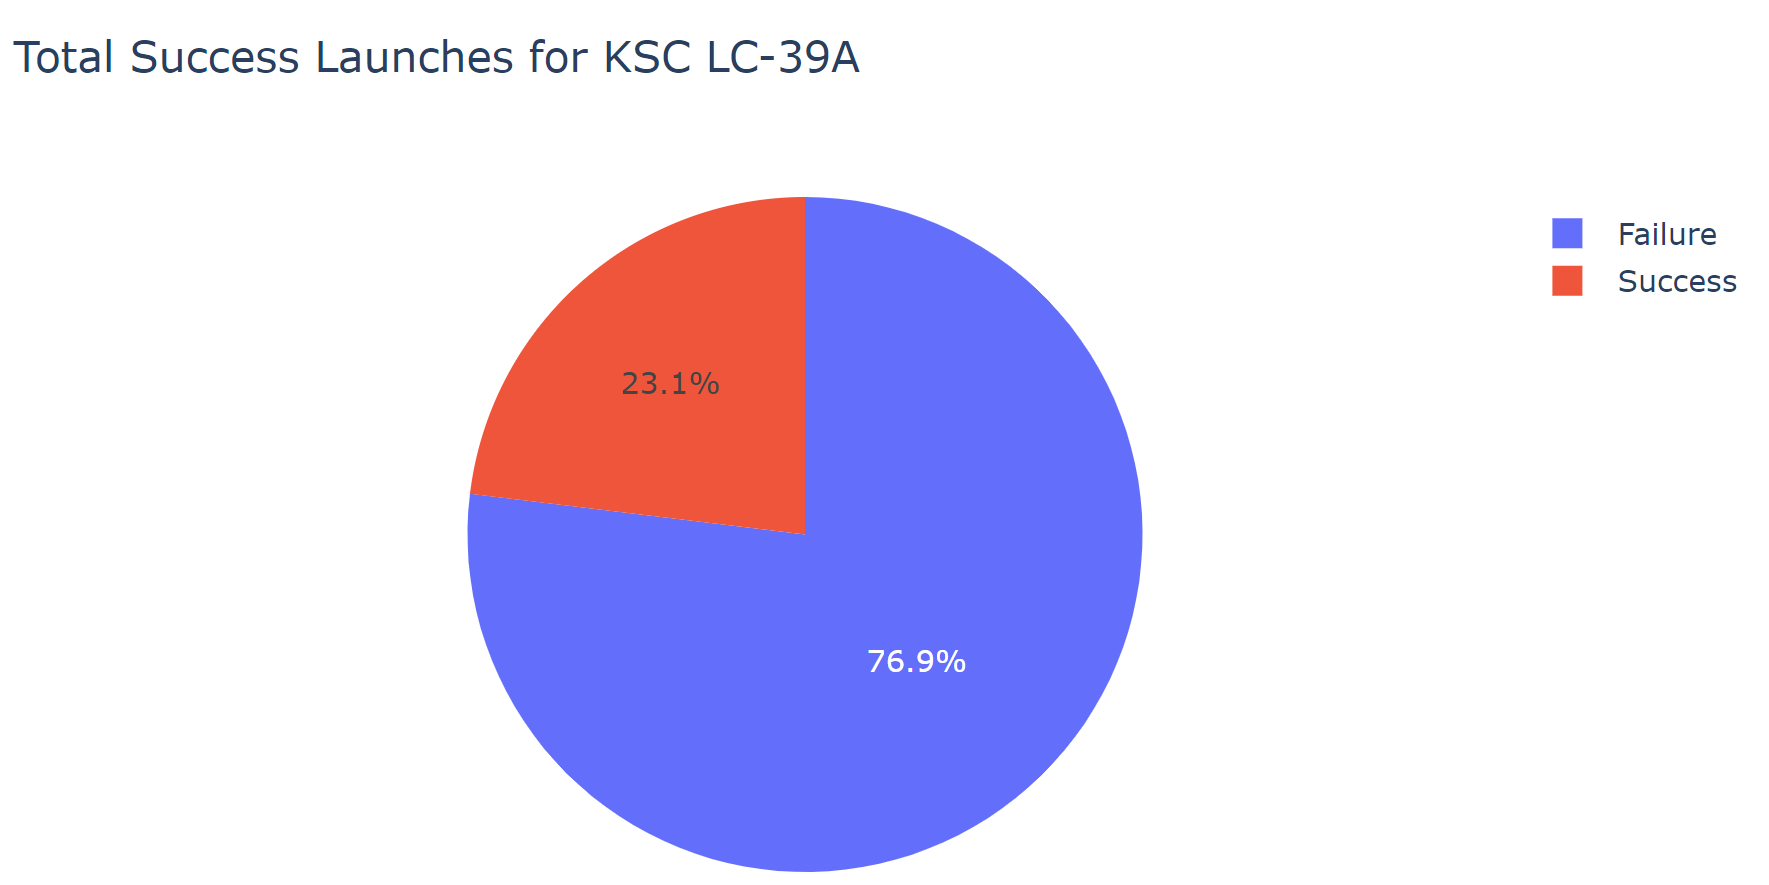 Total Success Launches for KSC LC-39A
Failure
Success
23.1%
76.9%